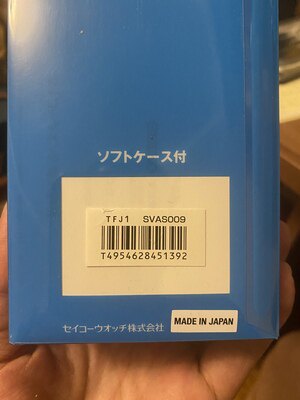 ソフトケース付
TFJ1 SVAS009
T4954628451392
セイコーウオッチ株式会社
MADE IN JAPAN